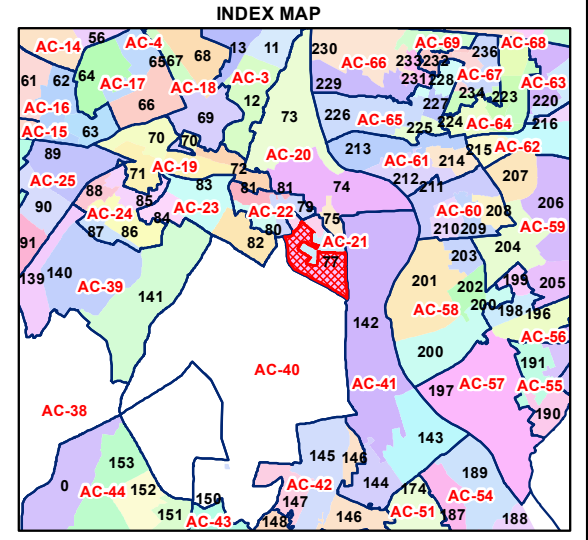 INDEX MAP
56 AC-4 13 11 230 AC-69 236 AC-68
AC-14 6567 68 AC-66 233 232 AC-67
61 62 64 AC-17 AC-18 AC-3 229 231 228 AC-63
AC-16 66 12 234 223 220
AC-15 63 69 73 226 AC-65 227 224 AC-64 216
89 70 70 225
AC-25 71 AC-19 72 AC-20 213 AC-61 214 215 AC-62
88 83 81 81 74 212 211 207
90 AC-24 85 84 AC-23 AC-22 79 75 AC-60 208 206
87 86 80 210 209 AC-59
91 82 AC-21 77 203 204
139 140 AC-39 201 202 199 205
141 142 AC-58 200 198 196
200 AC-56
AC-40 AC-41 AC-57 191 AC-55
AC-38 197 190
143
153 145 146 189
0 AC-44 152 AC-42 144 174 AC-54
151 150 AC-43 147 148 146 AC-51 187 188